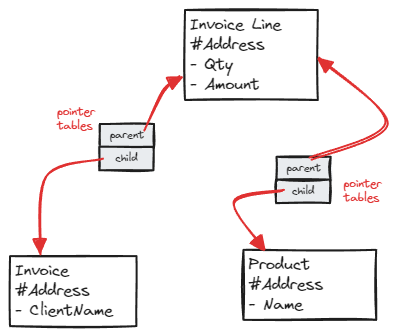 Invoice Line
#Address
- Qty
- Amount
pointer
tables
parent
child
parent
child
pointer
tables
Invoice
#Address
- ClientName
Product
#Address
- Name